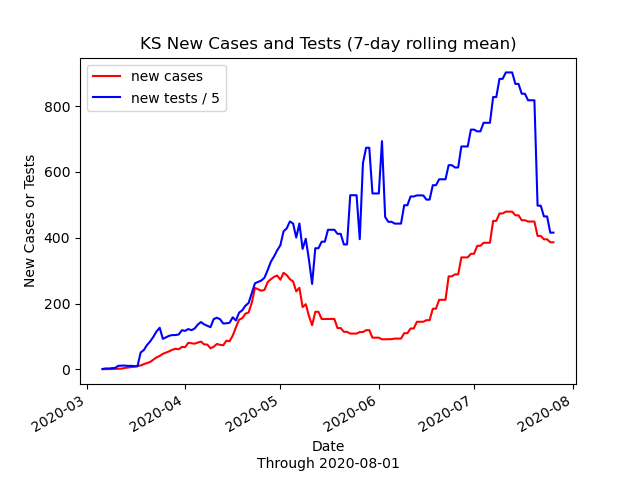 KS New Cases and Tests (7-day rolling mean)
new cases
new tests / 5
New Cases or Tests
800
600
400
200
0
2020-03
2020-04
2020-05
2020-06
2020-07
2020-08
Date
Through 2020-08-01